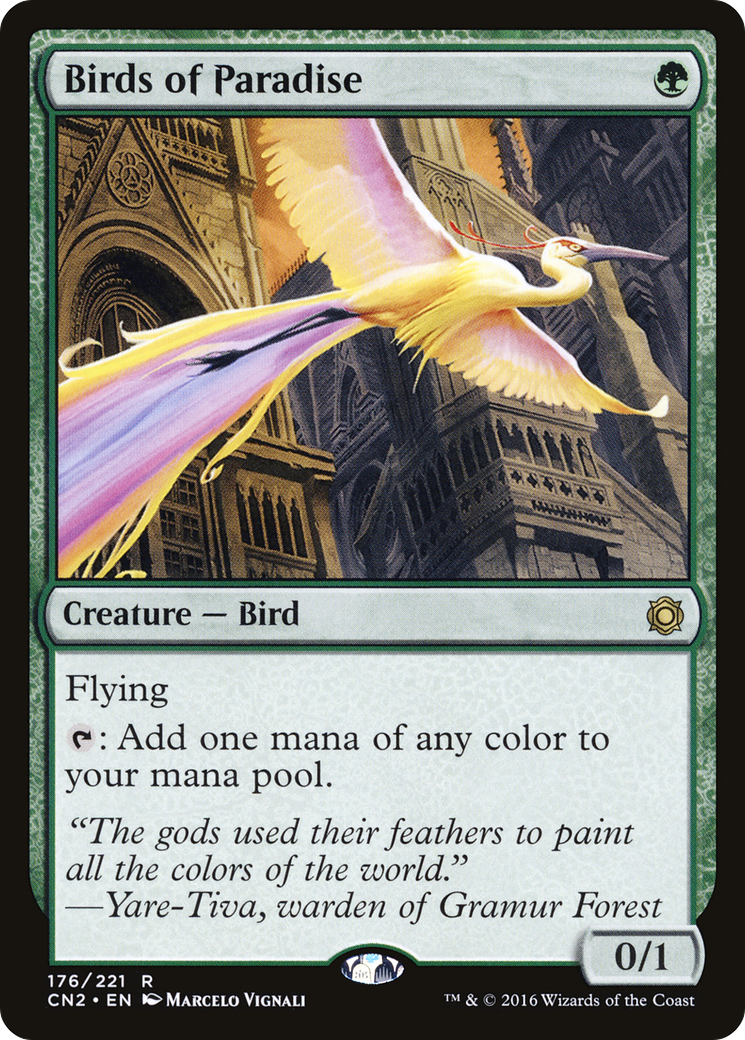 Birds of Paradise
Creature — Bird
Flying
: Add one mana of any color to
your mana pool.
“The gods used their feathers to paint
all the colors of the world.”
—Yare-Tiva, warden of Gramur Forest
0/1
176/221 R
CN2 • EN Marcelo Vignali
™ & © 2016 Wizards of the Coast